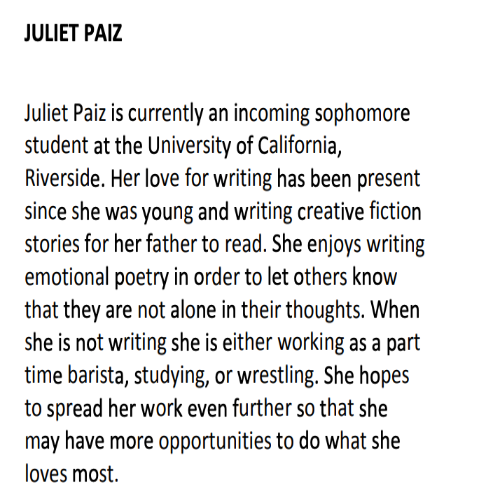 JULIET PAIZ
Juliet Paiz is currently an incoming sophomore
student at the University of California,
Riverside. Her love for writing has been present
since she was young and writing creative fiction
stories for her father to read. She enjoys writing
emotional poetry in order to let others know
that they are not alone in their thoughts. When
she is not writing she is either working as a part
time barista, studying, or wrestling. She hopes
to spread her work even further so that she
may have more opportunities to do what she
loves most.